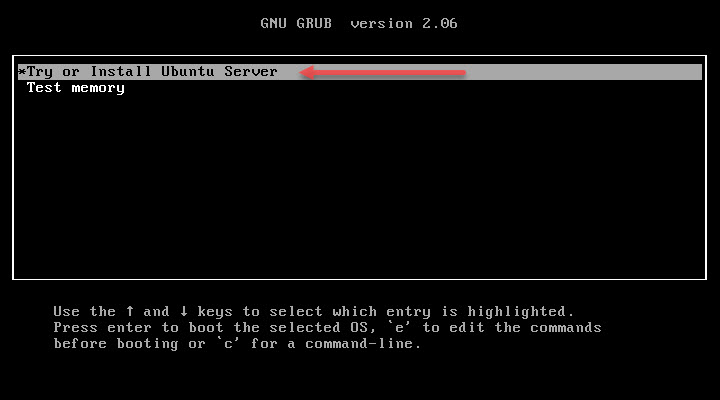 GNU GRUB  version 2.06
*Try or Install Ubuntu Server
Test memory
Use the ↑ and ↓ keys to select which entry is highlighted.
Press enter to boot the selected OS, `e' to edit the commands
before booting or `c' for a command-line.